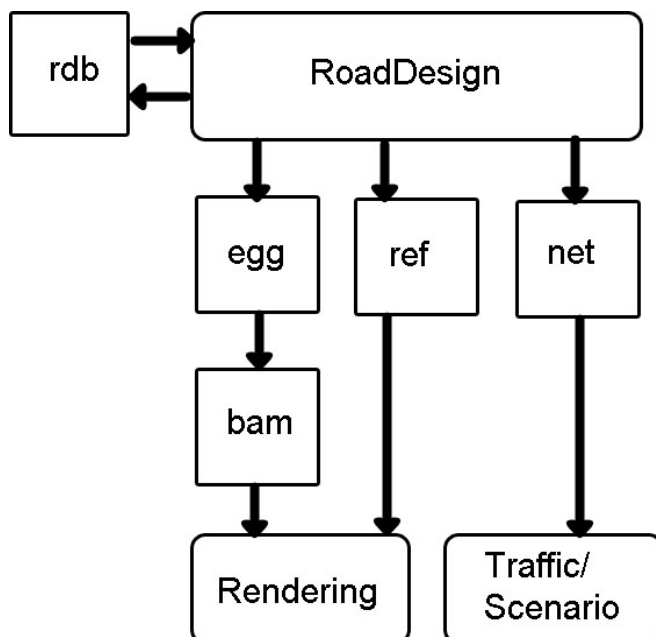 rdb
RoadDesign
egg
ref
net
bam
Rendering
Traffic/
Scenario